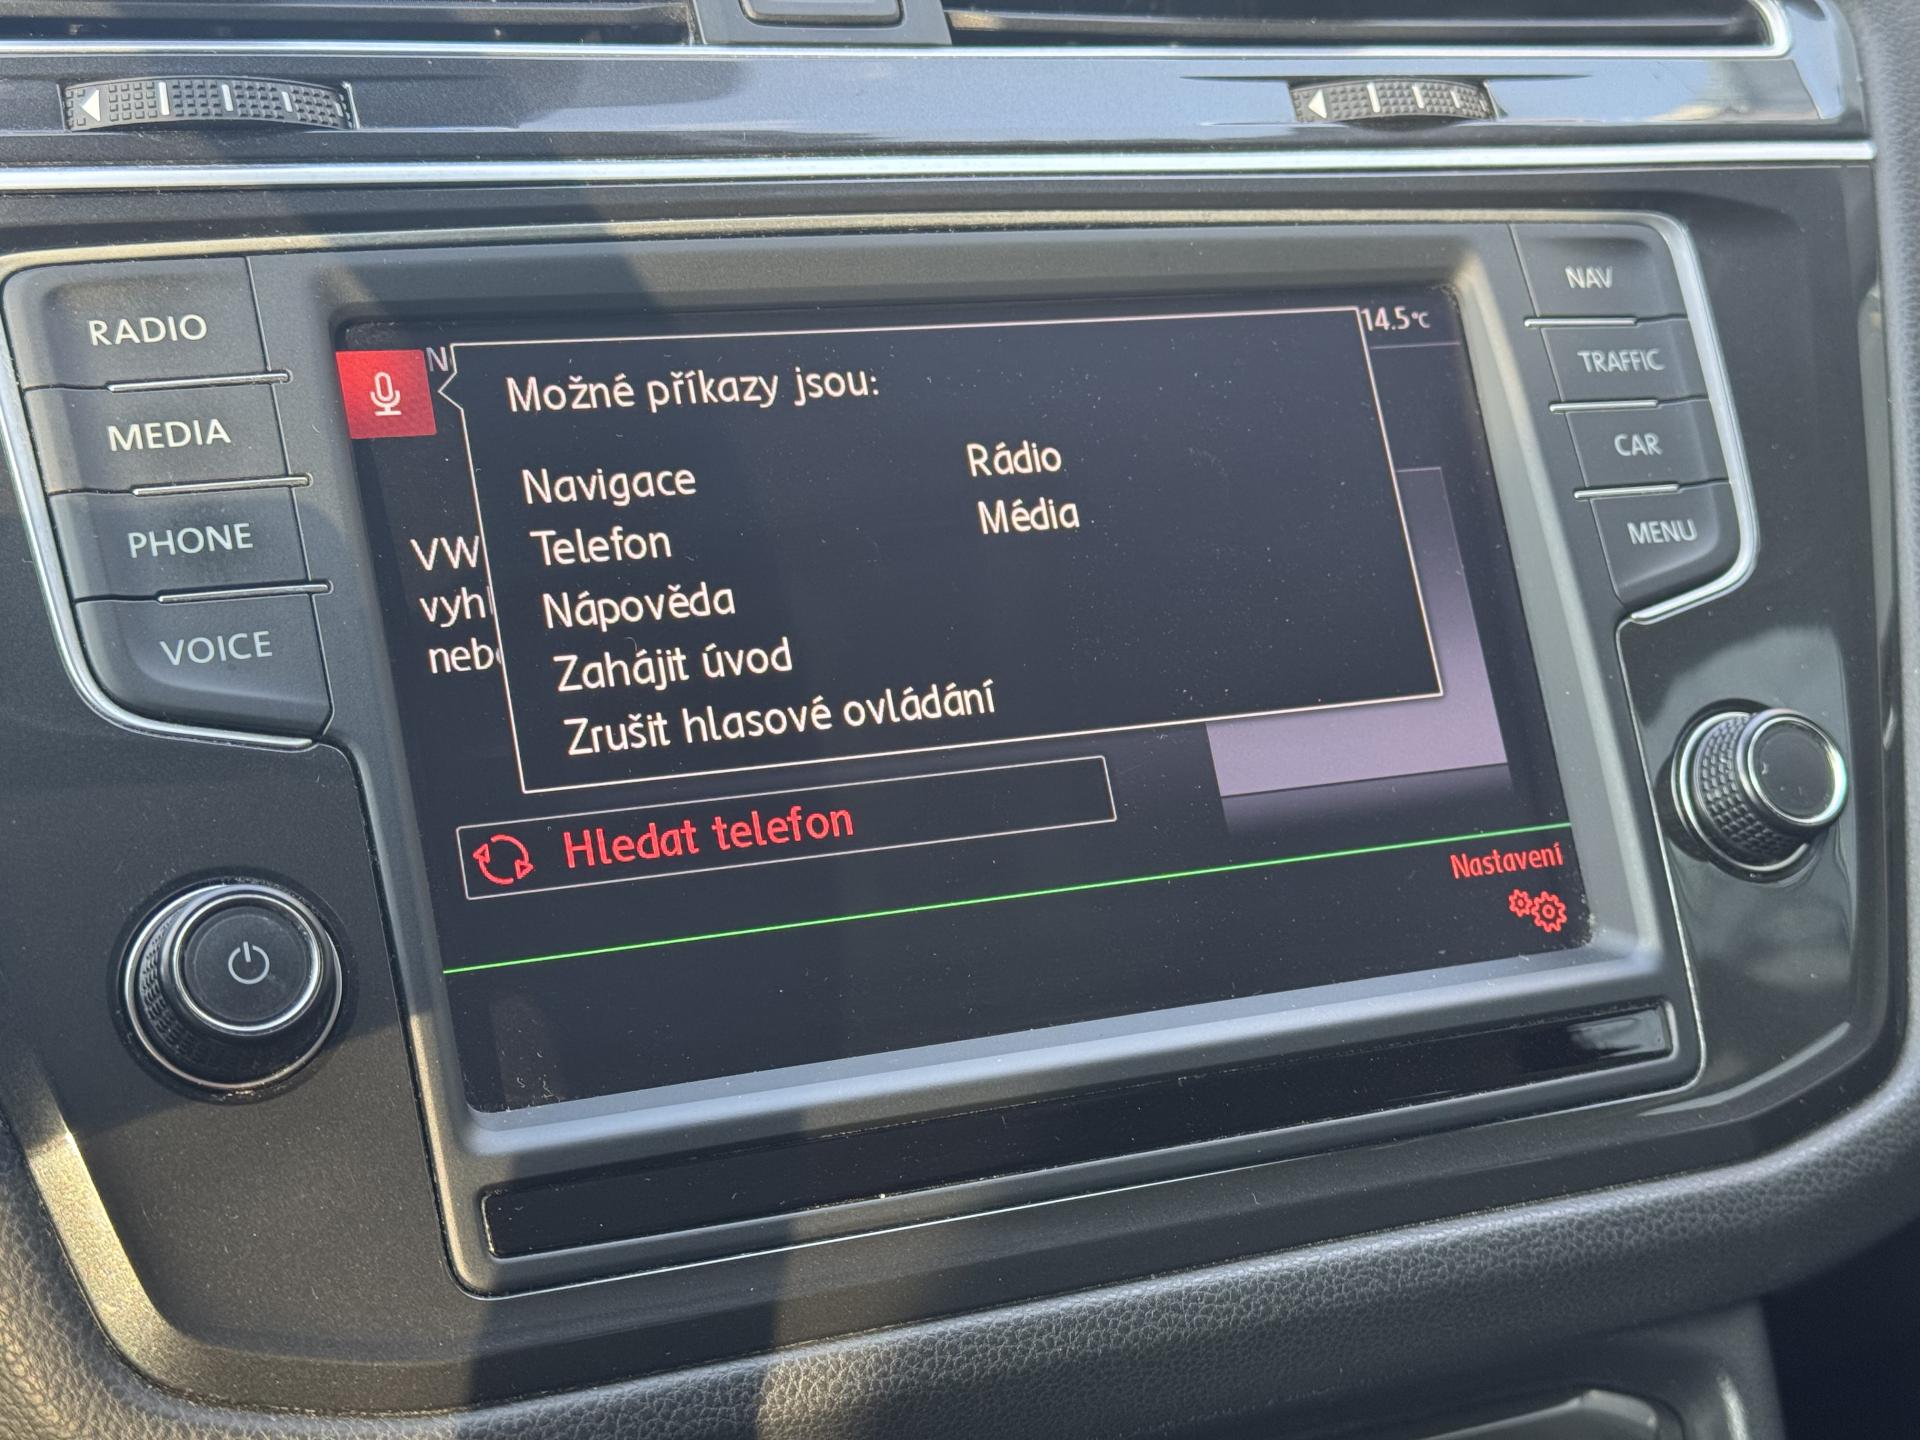 RADIO
MEDIA
PHONE
VOICE
NAV
TRAFFIC
CAR
MENU
14.5°C
Možné příkazy jsou:
Navigace
Rádio
Telefon
Média
Nápověda
Zahájit úvod
Zrušit hlasové ovládání
VW
Hledat telefon
Nastavení